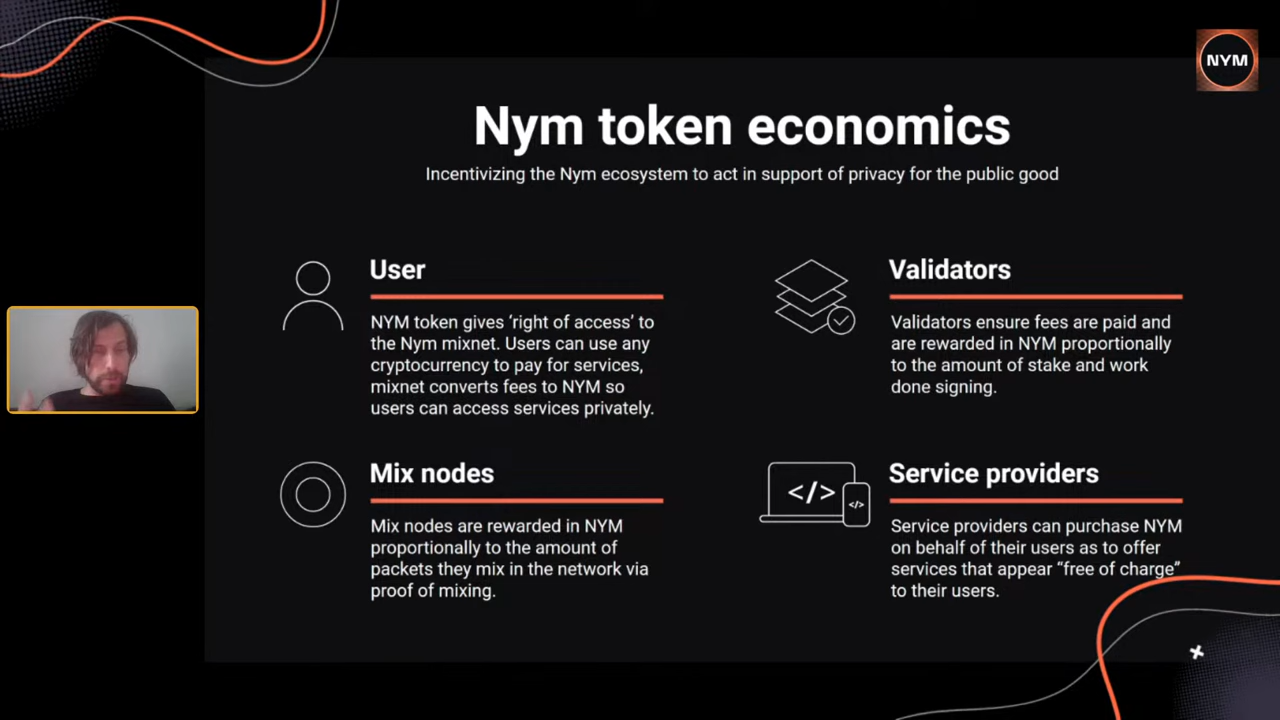 NYM
Nym token economics
Incentivizing the Nym ecosystem to act in support of privacy for the public good
User
NYM token gives ‘right of access’ to
the Nym mixnet. Users can use any
cryptocurrency to pay for services,
mixnet converts fees to NYM so
users can access services privately.
Validators
Validators ensure fees are paid and
are rewarded in NYM proportionally
to the amount of stake and work
done signing.
Mix nodes
Mix nodes are rewarded in NYM
proportionally to the amount of
packets they mix in the network via
proof of mixing.
</>
</>
Service providers
Service providers can purchase NYM
on behalf of their users as to offer
services that appear “free of charge”
to their users.